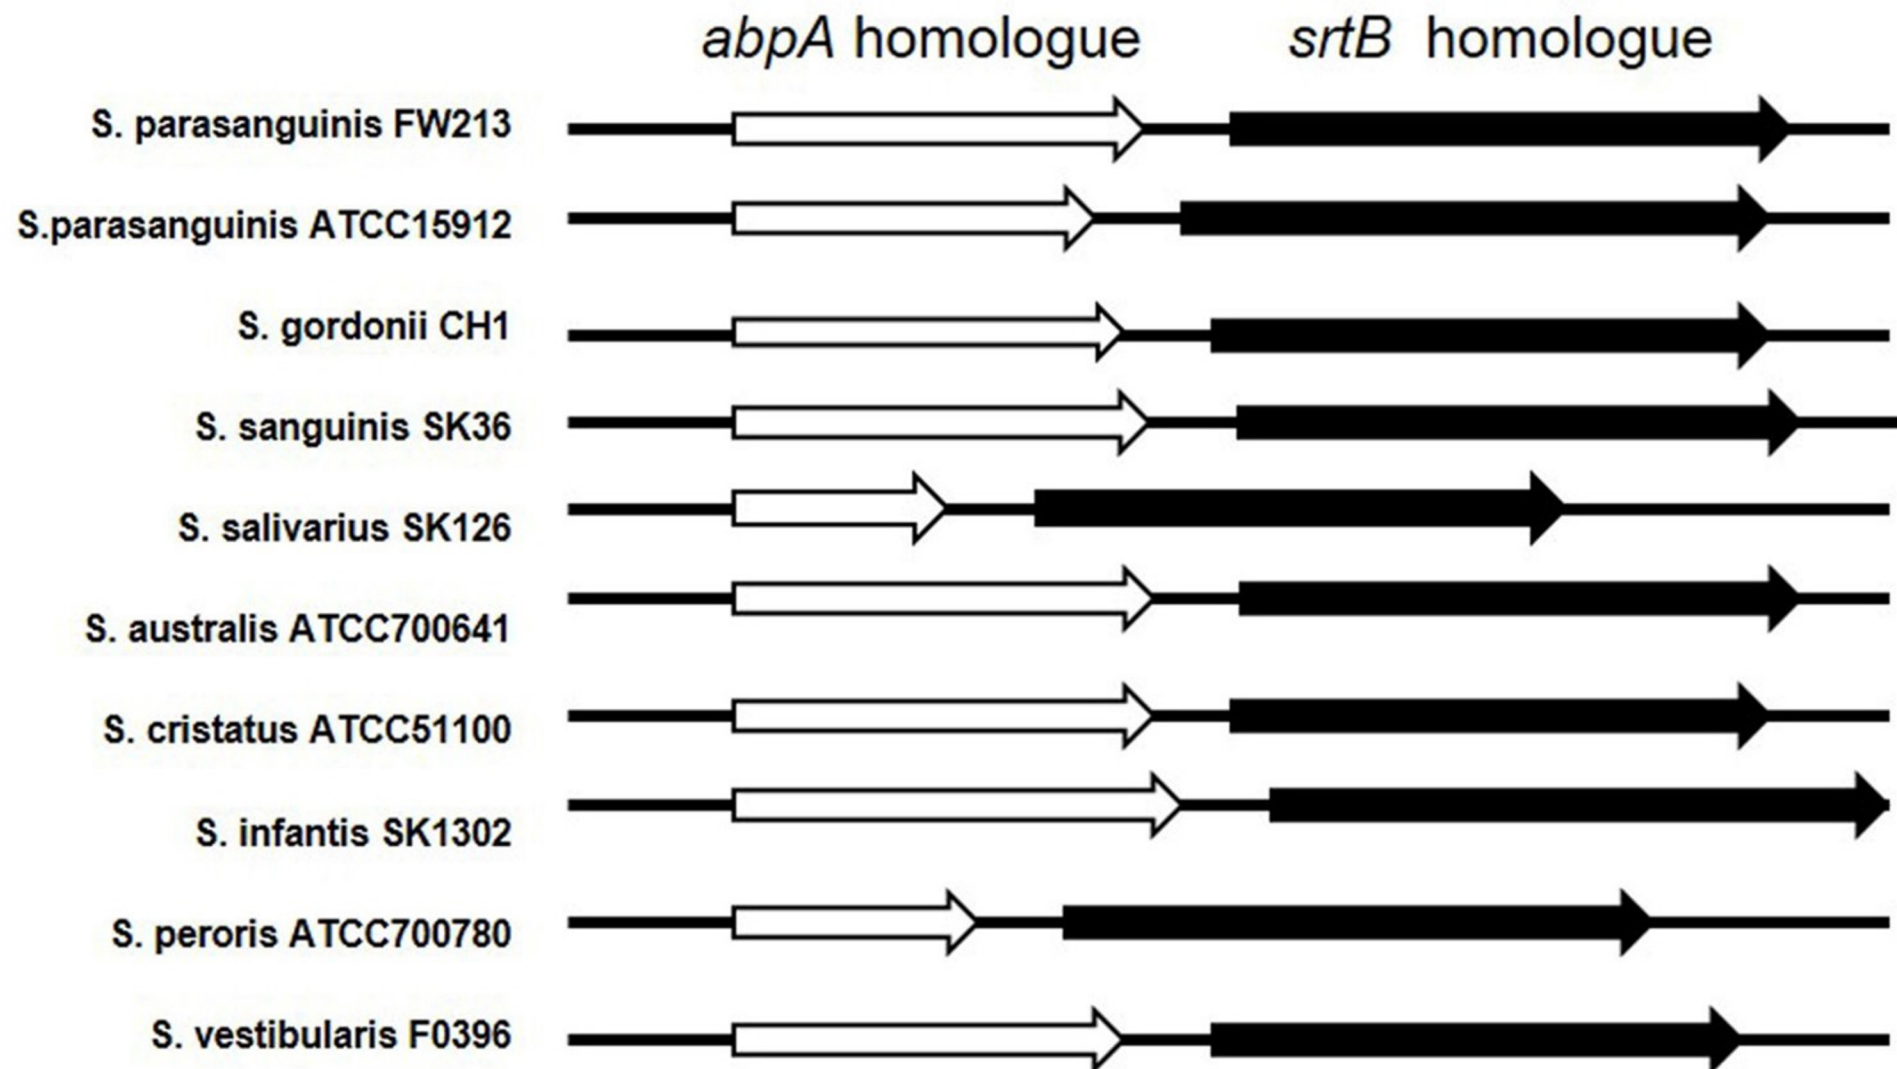 abpA homologue srtB homologue
S. parasanguinis FW213
S.parasanguinis ATCC15912
S. gordonii CH1
S. sanguinis SK36
S. salivarius SK126
S. australis ATCC700641
S. cristatus ATCC51100
S. infantis SK1302
S. peroris ATCC700780
S. vestibularis F0396